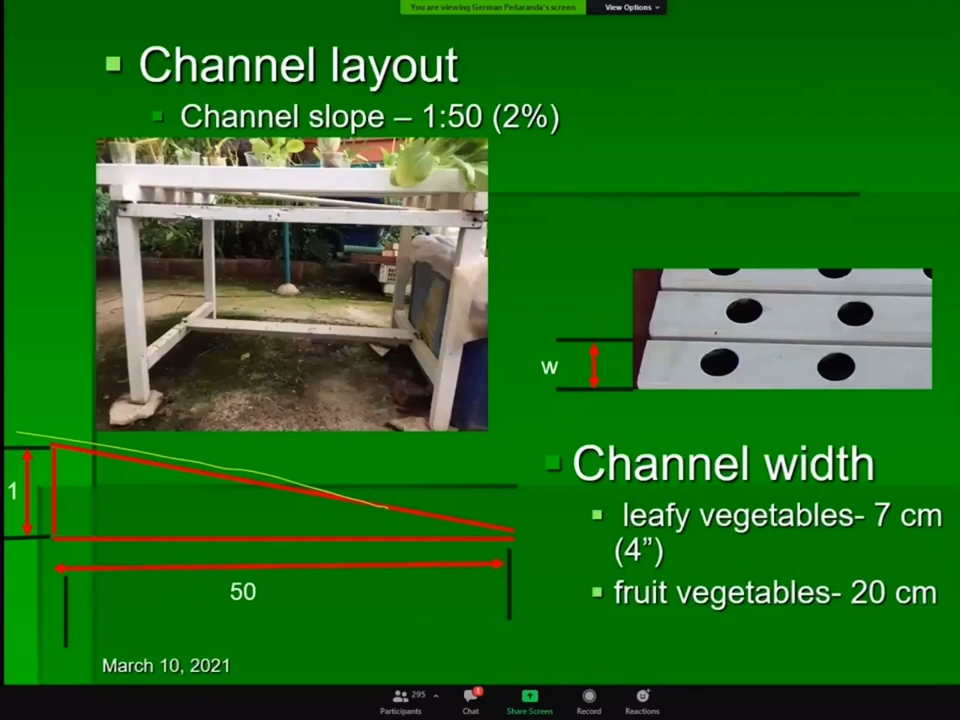 You are viewing German Peñaranda's screen
View Options
Channel layout
Channel slope – 1:50 (2%)
w
1
50
Channel width
leafy vegetables- 7 cm
(4”)
fruit vegetables- 20 cm
March 10, 2021
295
1
Participants
Chat
Share Screen
Record
Reactions